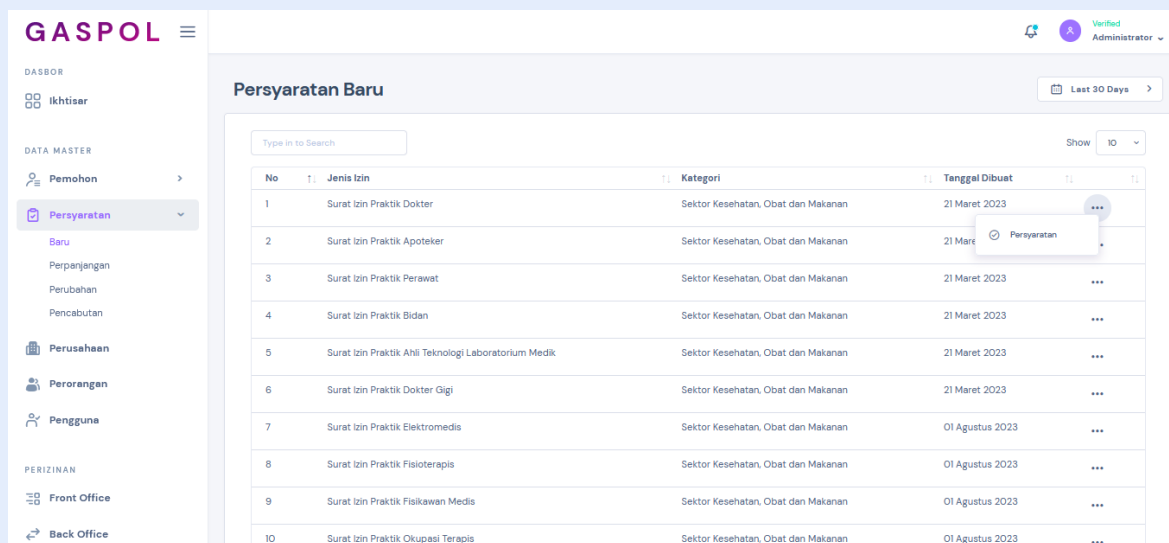 GASPOL
Verified
Administrator
DASBOR
Ikhtisar
Persyaratan Baru
Last 30 Days
DATA MASTER
Pemohon
Persyaratan
Baru
Perpanjangan
Perubahan
Pencabutan
Perusahaan
Perorangan
Pengguna
PERIZINAN
Front Office
Back Office
Type in to Search
Show 10
No Jenis Izin Kategori Tanggal Dibuat
1 Surat Izin Praktik Dokter Sektor Kesehatan, Obat dan Makanan 21 Maret 2023
Persyaratan
2 Surat Izin Praktik Apoteker Sektor Kesehatan, Obat dan Makanan 21 Mare
3 Surat Izin Praktik Perawat Sektor Kesehatan, Obat dan Makanan 21 Maret 2023
4 Surat Izin Praktik Bidan Sektor Kesehatan, Obat dan Makanan 21 Maret 2023
5 Surat Izin Praktik Ahli Teknologi Laboratorium Medik Sektor Kesehatan, Obat dan Makanan 21 Maret 2023
6 Surat Izin Praktik Dokter Gigi Sektor Kesehatan, Obat dan Makanan 21 Maret 2023
7 Surat Izin Praktik Elektromedis Sektor Kesehatan, Obat dan Makanan 01 Agustus 2023
8 Surat Izin Praktik Fisioterapis Sektor Kesehatan, Obat dan Makanan 01 Agustus 2023
9 Surat Izin Praktik Fisikawan Medis Sektor Kesehatan, Obat dan Makanan 01 Agustus 2023
10 Surat Izin Praktik Okupasi Terapis Sektor Kesehatan, Obat dan Makanan 01 Agustus 2023